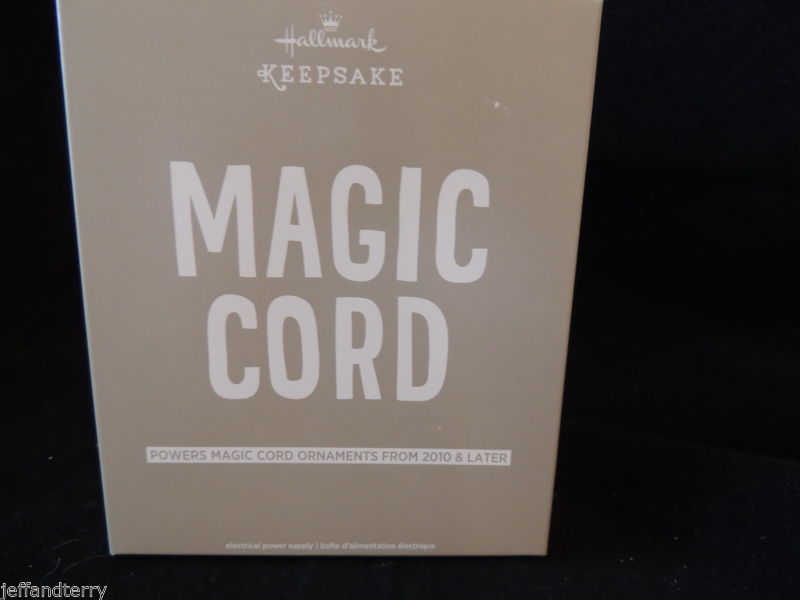 Hallmark
KEEPSAKE
MAGIC
CORD
POWERS MAGIC CORD ORNAMENTS FROM 2010 & LATER
electrical power supply | boîte d'alimentation électrique
jeffandterry